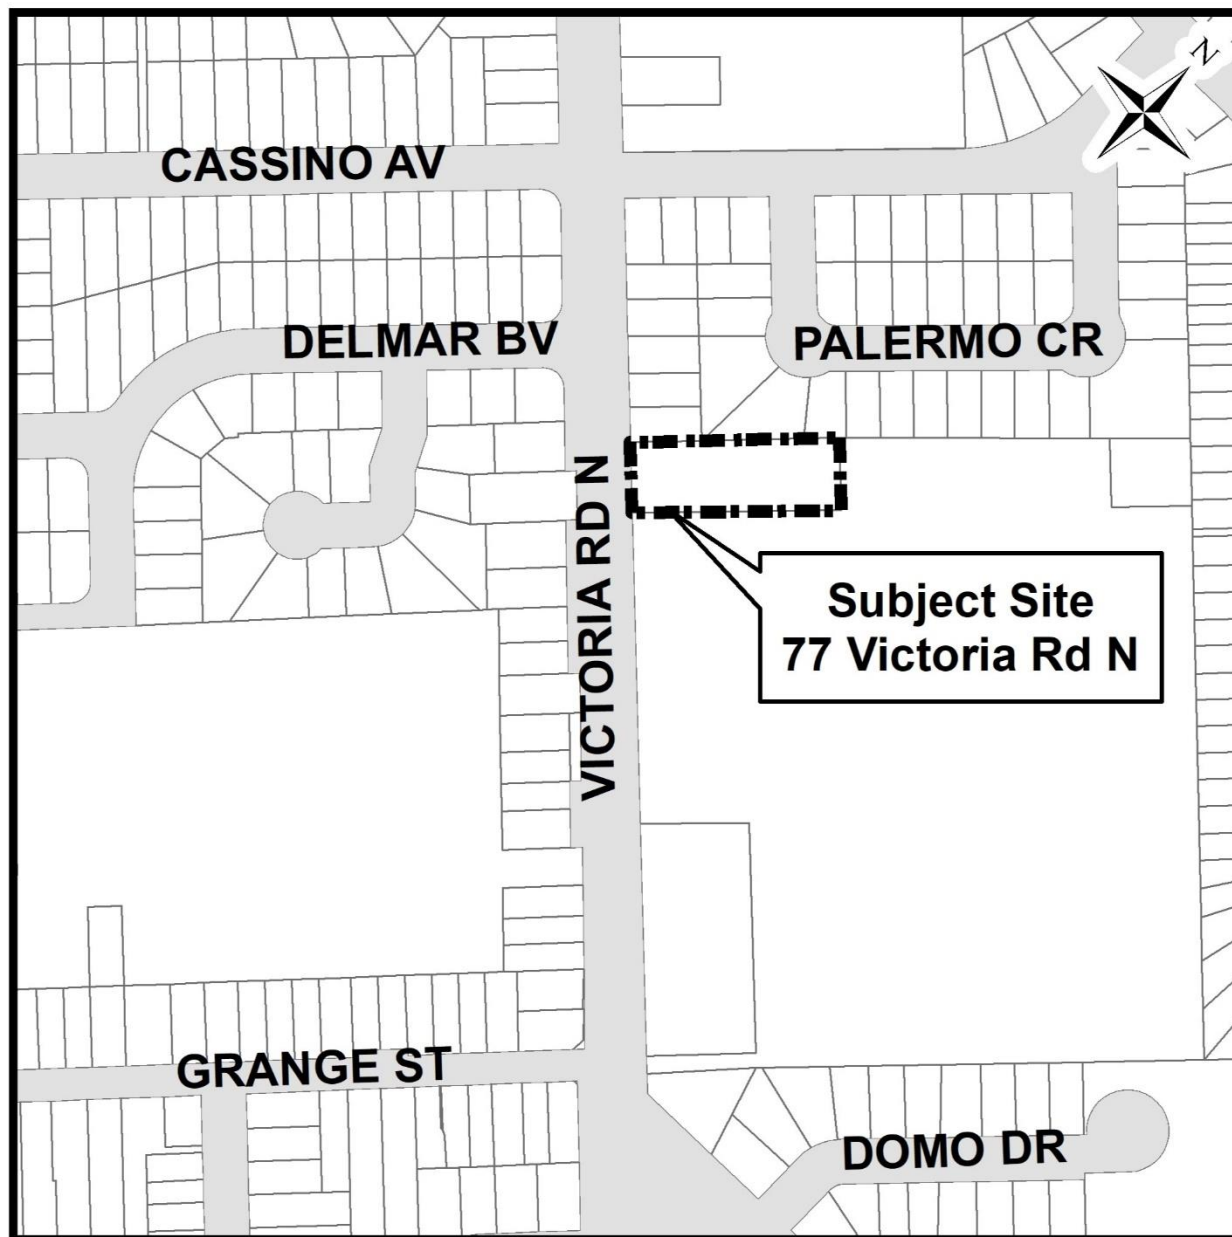 N
CASSINO AV
DELMAR BV
PALERMO CR
VICTORIA RD N
Subject Site
77 Victoria Rd N
GRANGE ST
DOMO DR